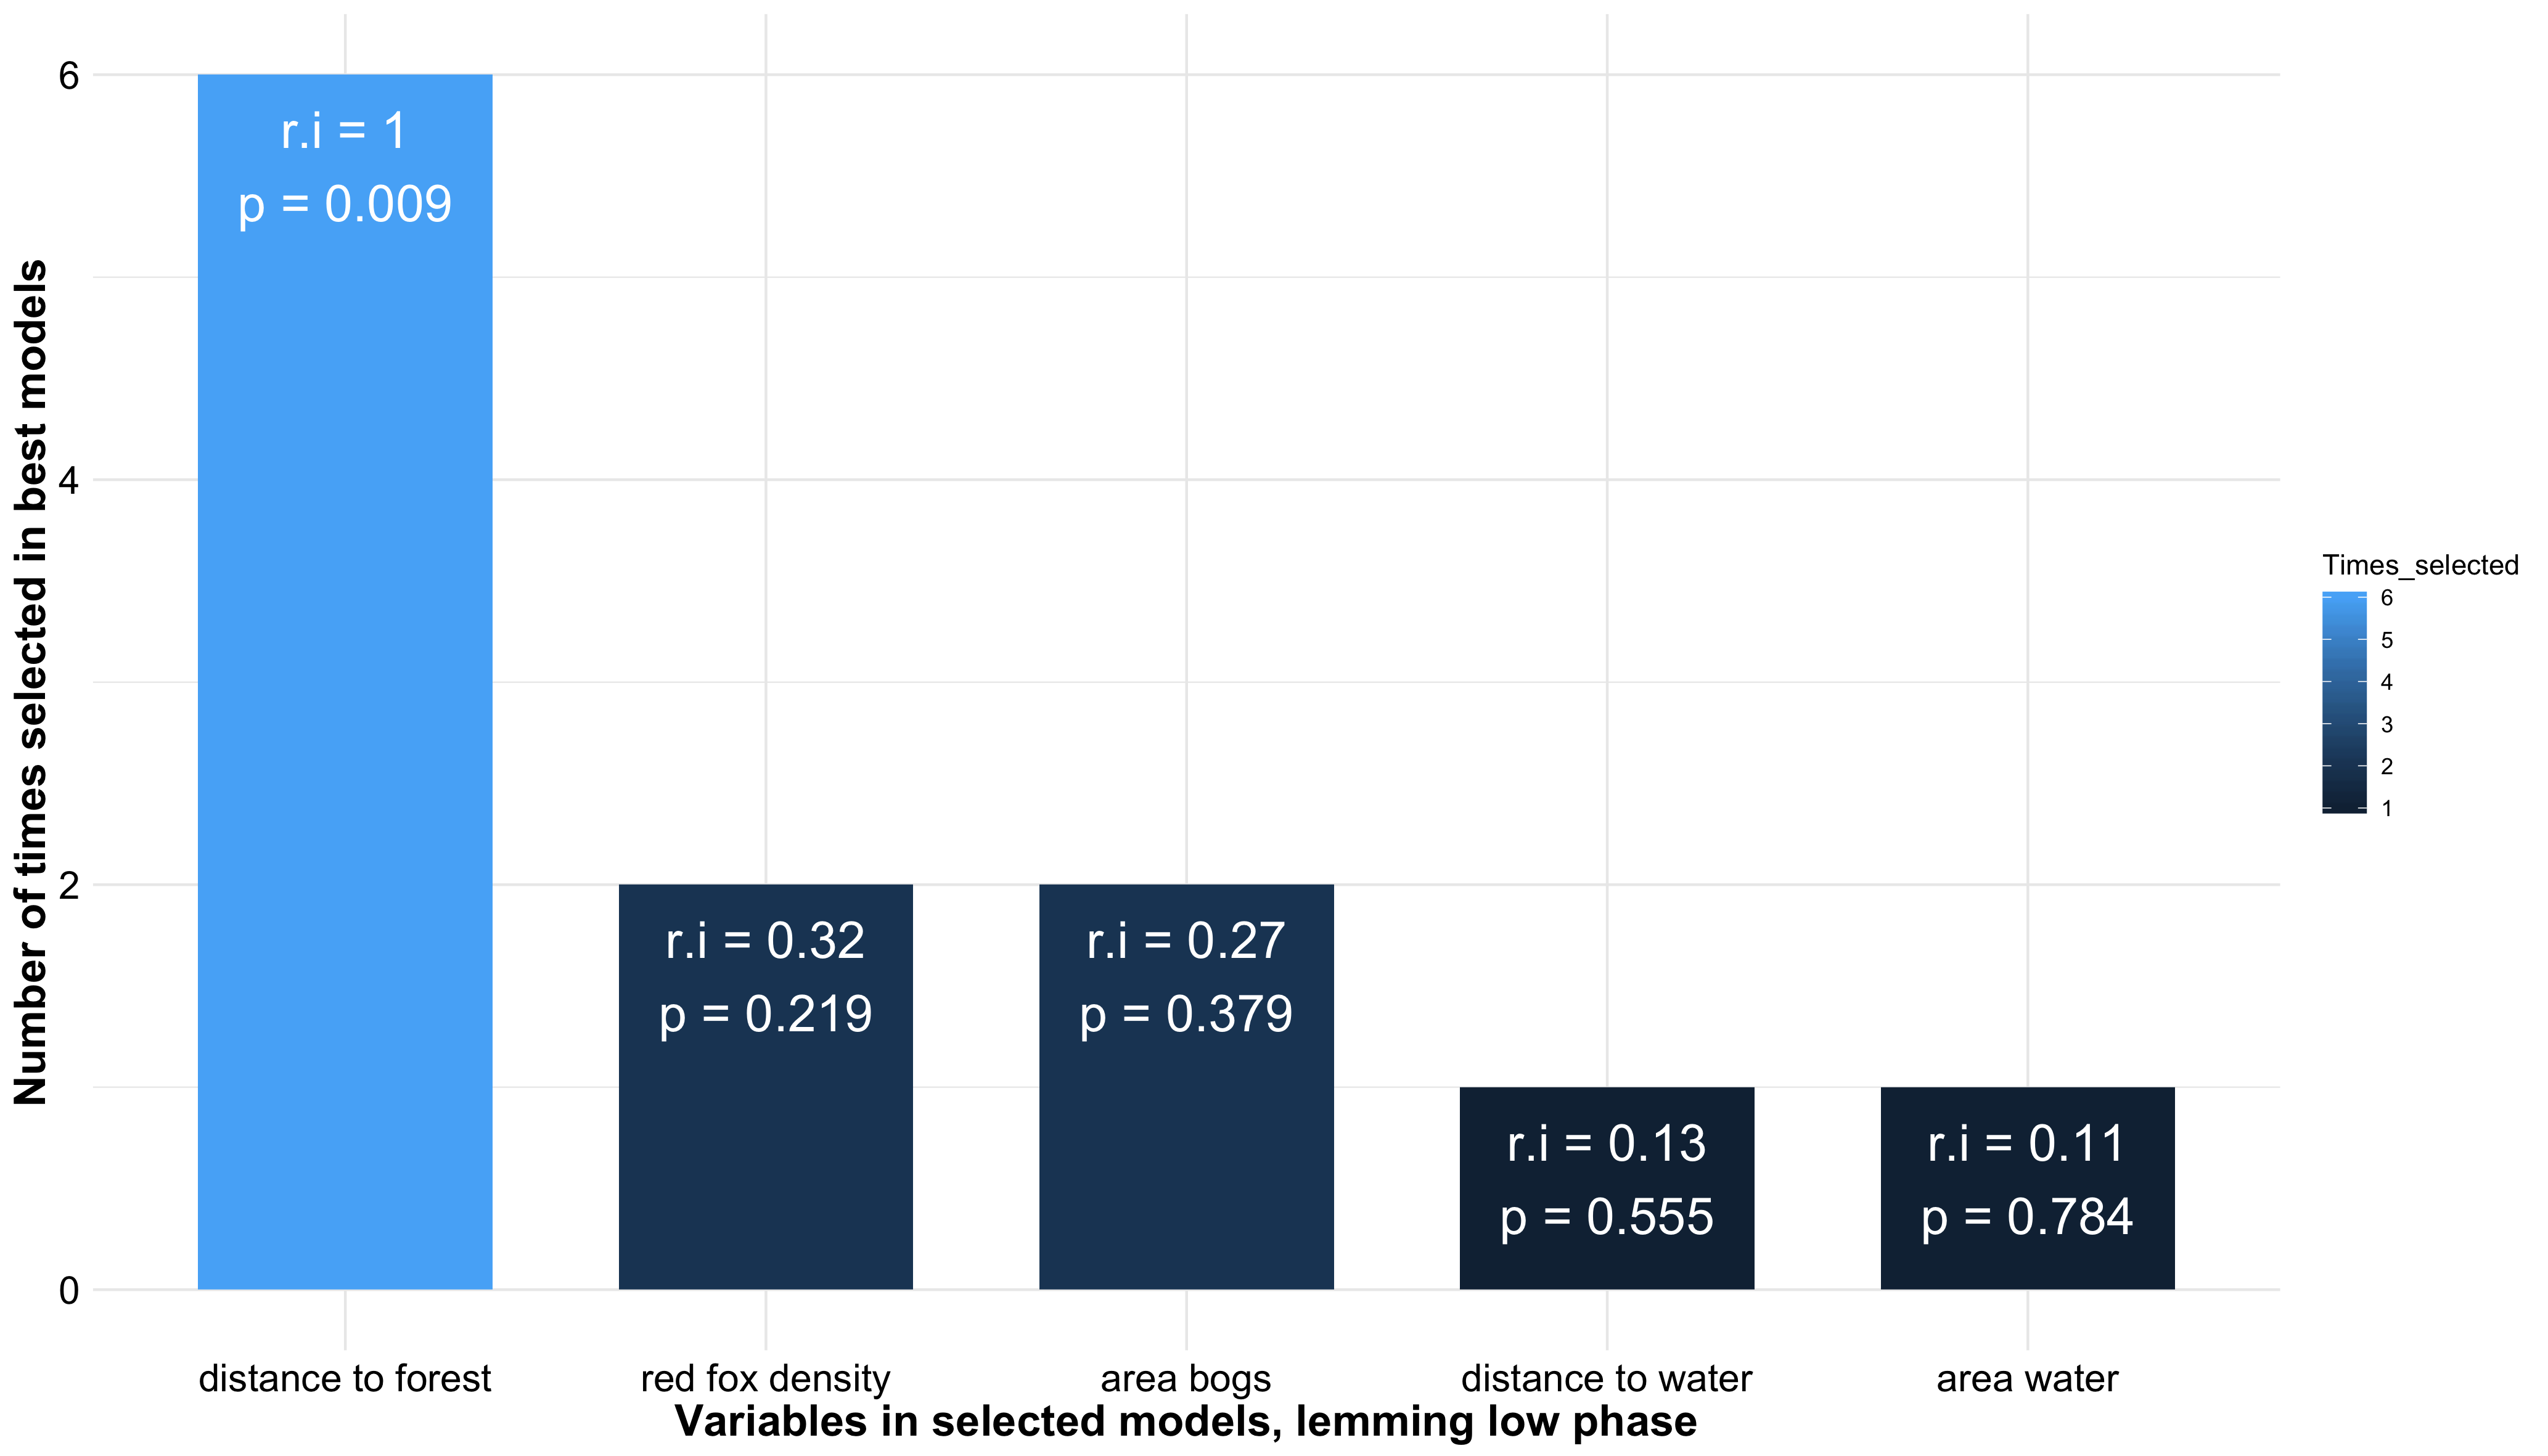 Number of times selected in best models
6
4
2
0
r.i = 1
p = 0.009
r.i = 0.32
p = 0.219
r.i = 0.27
p = 0.379
r.i = 0.13
p = 0.555
r.i = 0.11
p = 0.784
distance to forest
red fox density
area bogs
distance to water
area water
Variables in selected models, lemming low phase
Times_selected
6
5
4
3
2
1